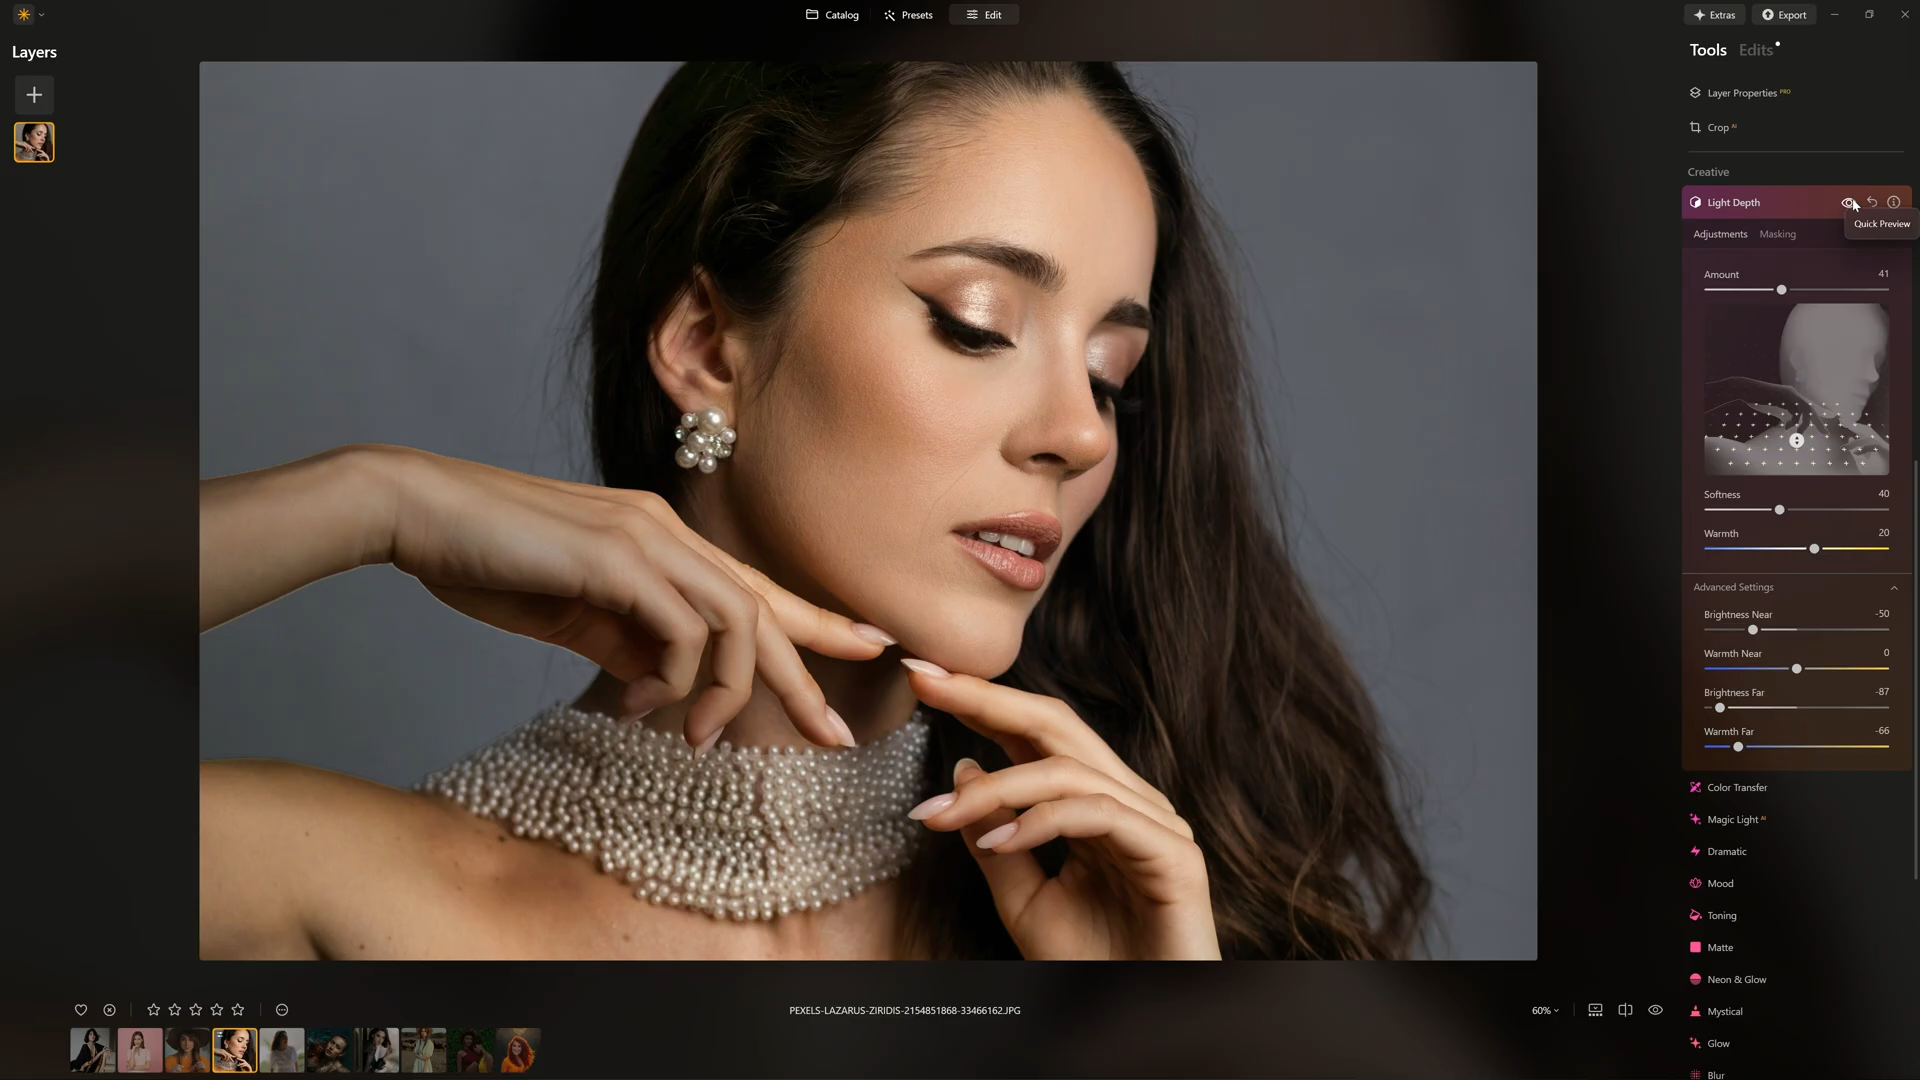 Catalog
Presets
Edit
Extras
Export
Layers
Tools
Edits
Layer Properties PRO
Crop AI
Creative
Light Depth
Quick Preview
Adjustments
Masking
Amount 41
Softness 40
Warmth 20
Advanced Settings
Brightness Near -50
Warmth Near 0
Brightness Far -87
Warmth Far -66
Color Transfer
Magic Light AI
Dramatic
Mood
Toning
Matte
Neon & Glow
Mystical
Glow
Blur
PEXELS-LAZARUS-ZIRIDIS-2154851868-33466162.JPG
60%